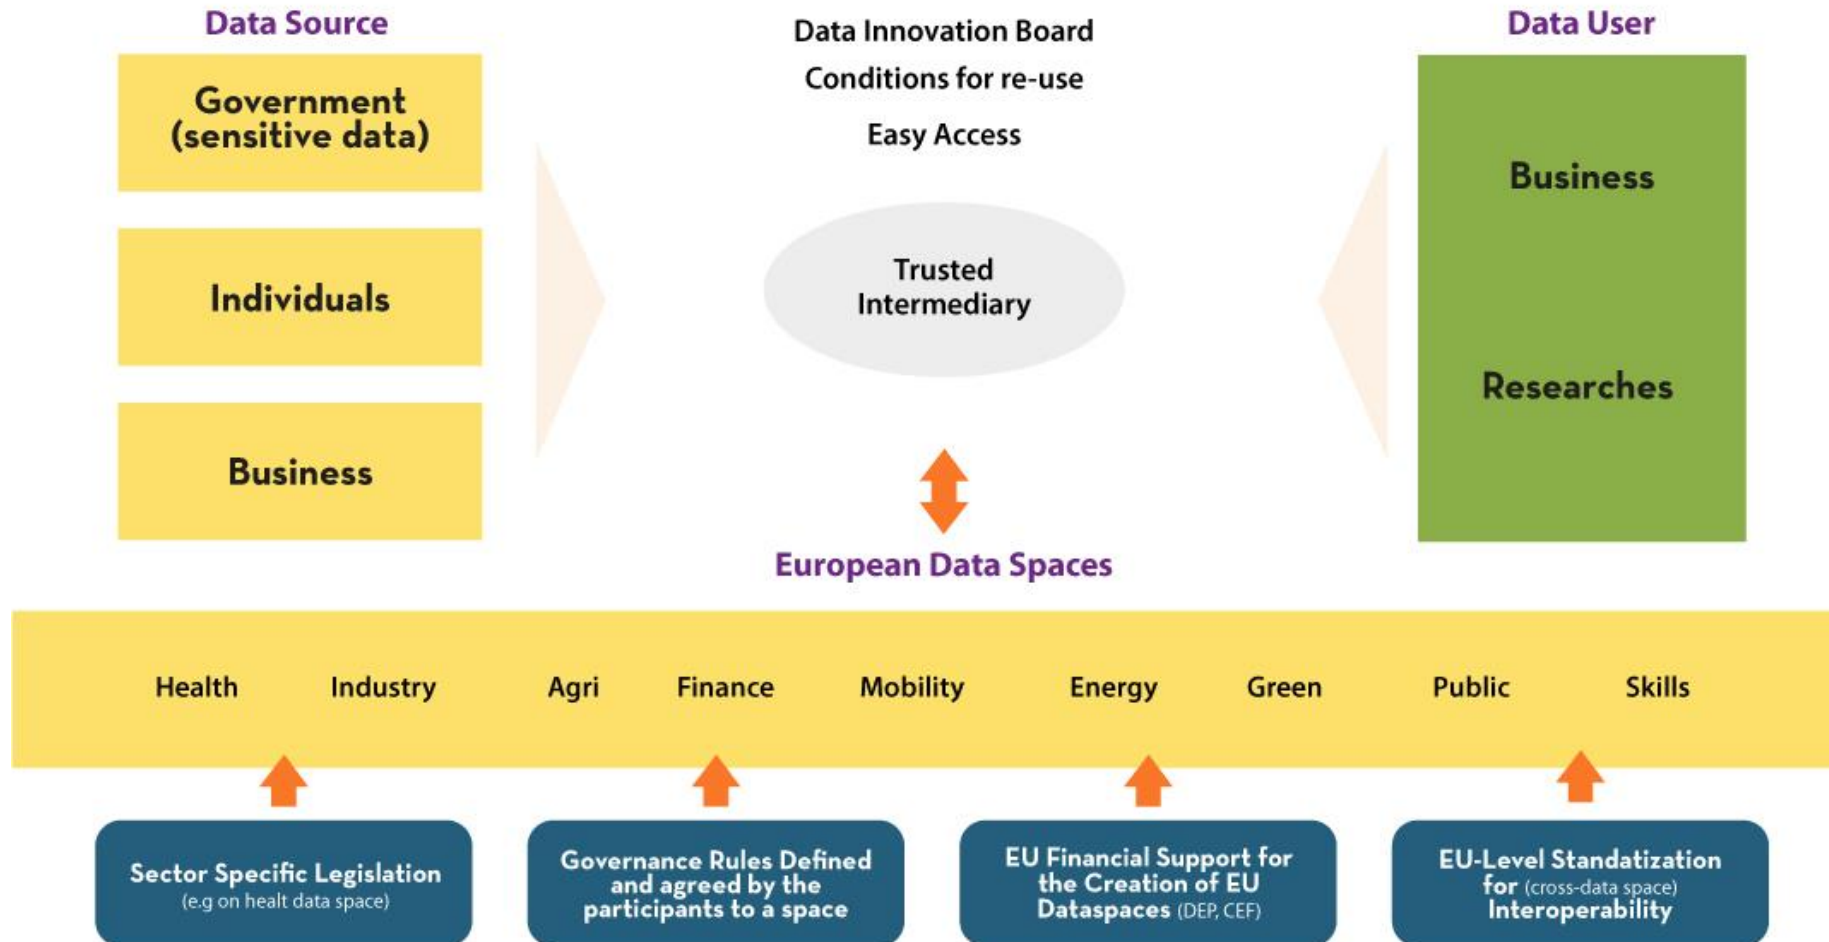 Data Source
Government
(sensitive data)
Individuals
Business
Data Innovation Board
Conditions for re-use
Easy Access
Trusted
Intermediary
Data User
Business
Researches
European Data Spaces
Health
Industry
Agri
Finance
Mobility
Energy
Green
Public
Skills
Sector Specific Legislation
(e.g on healt data space)
Governance Rules Defined
and agreed by the
participants to a space
EU Financial Support for
the Creation of EU
Dataspaces (DEP, CEF)
EU-Level Standatization
for (cross-data space)
Interoperability